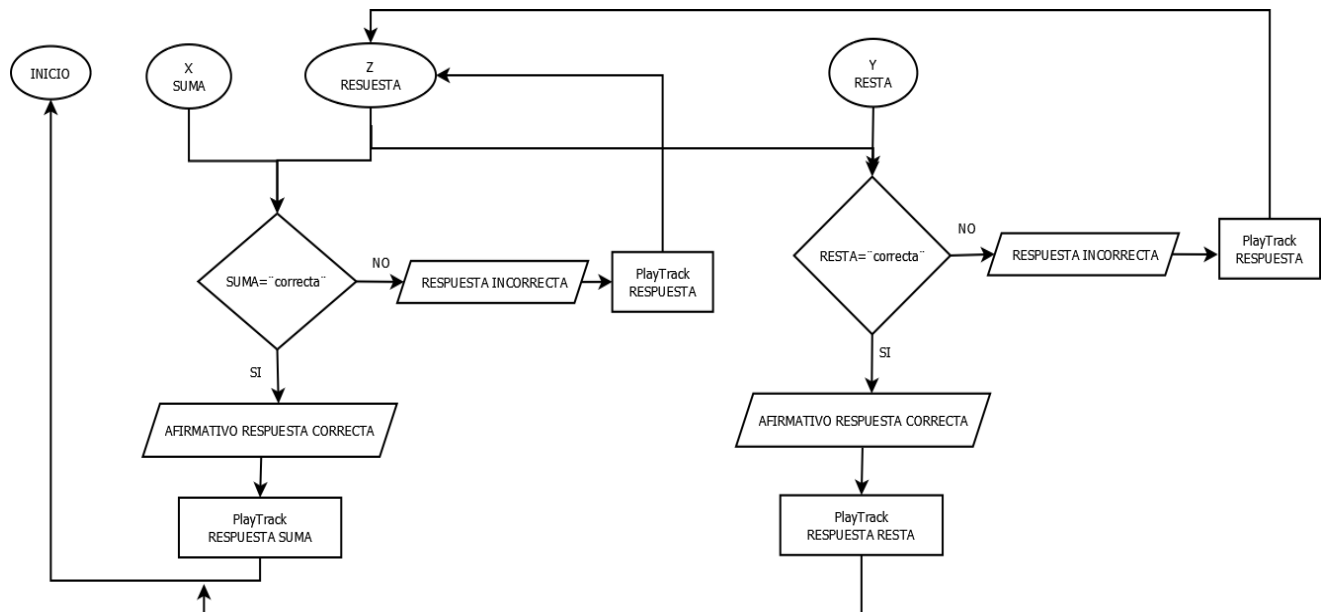 INICIO
X
SUMA
Z
RESUESTA
Y
RESTA
SUMA=¨correcta¨
NO
RESPUESTA INCORRECTA
PlayTrack
RESPUESTA
SI
AFIRMATIVO RESPUESTA CORRECTA
PlayTrack
RESPUESTA SUMA
RESTA=¨correcta¨
NO
RESPUESTA INCORRECTA
PlayTrack
RESPUESTA
SI
AFIRMATIVO RESPUESTA CORRECTA
PlayTrack
RESPUESTA RESTA